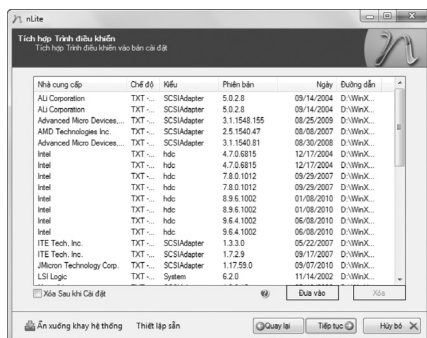 nLite
Tích hợp Trình điều khiển
Tích hợp Trình điều khiển vào bản cài đặt
Nhà cung cấp Chế độ Kiểu Phiên bản Ngày Đường dẫn
ALi Corporation TXT -... SCSIAdapter 5.0.2.8 09/14/2004 D:\WinX...
ALi Corporation TXT -... SCSIAdapter 5.0.2.8 09/14/2004 D:\WinX...
Advanced Micro Devices,... TXT -... SCSIAdapter 3.1.1548.155 08/25/2009 D:\WinX...
AMD Technologies Inc. TXT -... SCSIAdapter 2.5.1540.47 08/08/2007 D:\WinX...
Advanced Micro Devices,... TXT -... SCSIAdapter 3.1.1540.81 08/30/2008 D:\WinX...
Intel TXT -... hdc 4.7.0.6815 12/17/2004 D:\WinX...
Intel TXT -... hdc 4.7.0.6815 12/17/2004 D:\WinX...
Intel TXT -... hdc 7.8.0.1012 09/29/2007 D:\WinX...
Intel TXT -... hdc 7.8.0.1012 09/29/2007 D:\WinX...
Intel TXT -... hdc 8.9.6.1002 01/08/2010 D:\WinX...
Intel TXT -... hdc 8.9.6.1002 01/08/2010 D:\WinX...
Intel TXT -... hdc 9.6.4.1002 06/08/2010 D:\WinX...
Intel TXT -... hdc 9.6.4.1002 06/08/2010 D:\WinX...
ITE Tech, Inc. TXT -... SCSIAdapter 1.3.3.0 05/22/2007 D:\WinX...
ITE Tech, Inc. TXT -... SCSIAdapter 1.7.2.9 09/17/2007 D:\WinX...
JMicron Technology Corp. TXT -... SCSIAdapter 1.17.59.0 09/07/2010 D:\WinX...
LSI Logic TXT -... System 6.2.0 11/14/2002 D:\WinX...
Xóa Sau khi Cài đặt Đưa vào Xóa
Ẩn xuống khay hệ thống Thiết lập sẵn Quay lại Tiếp tục Hủy bỏ